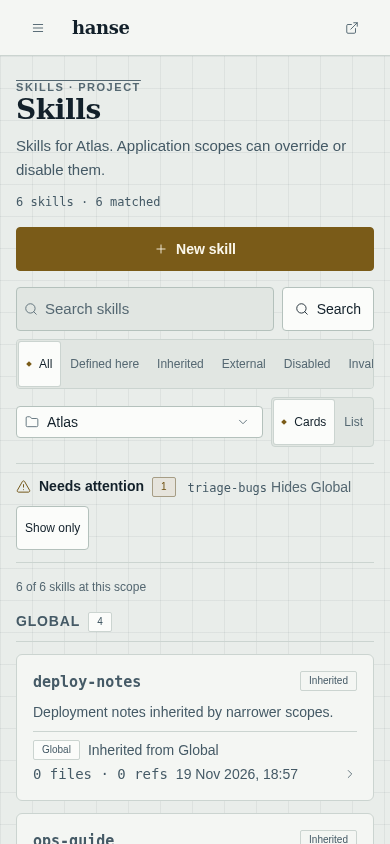 hanse
SKILLS · PROJECT
Skills
Skills for Atlas. Application scopes can override or
disable them.
6 skills · 6 matched
New skill
Search skills
Search
All Defined here Inherited External Disabled Inval
Atlas
Cards List
Needs attention 1 triage-bugs Hides Global
Show only
6 of 6 skills at this scope
GLOBAL 4
deploy-notes Inherited
Deployment notes inherited by narrower scopes.
Global Inherited from Global
0 files · 0 refs 19 Nov 2026, 18:57
ops-guide Inherited